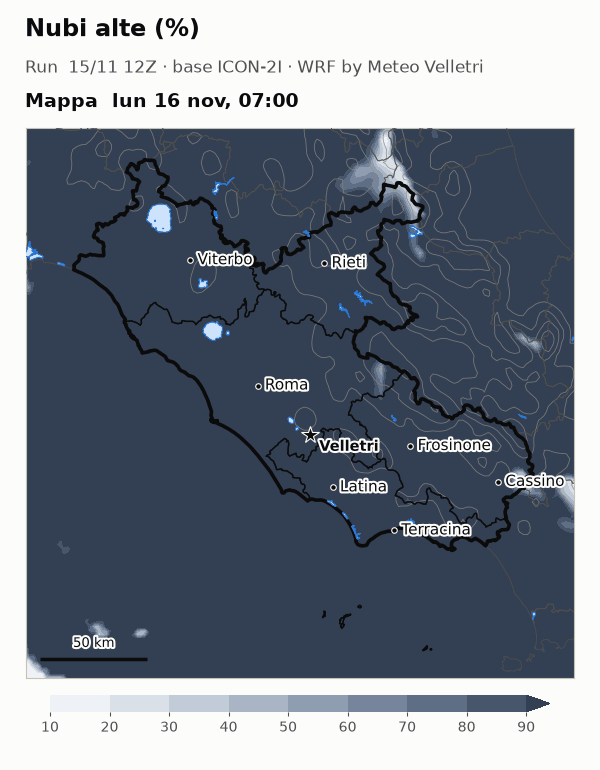 Nubi alte (%)
Run 15/11 12Z · base ICON-2I · WRF by Meteo Velletri
Mappa lun 16 nov, 07:00
Viterbo
Rieti
Roma
Velletri
Frosinone
Latina
Cassino
Terracina
50 km
10 20 30 40 50 60 70 80 90